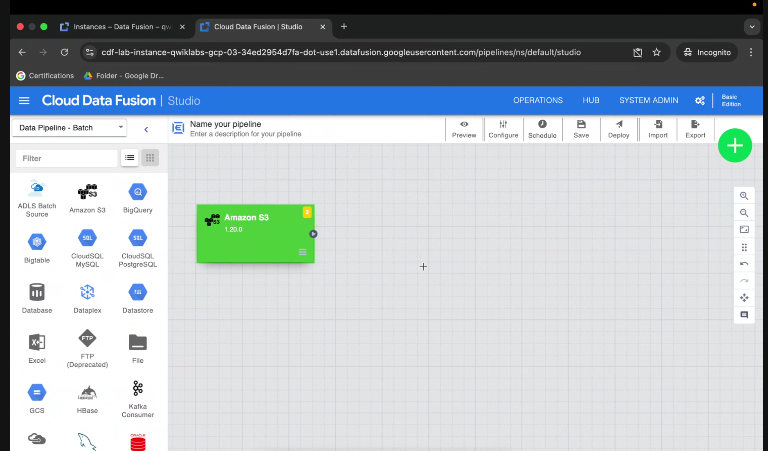 Instances – Data Fusion – qw
Cloud Data Fusion | Studio
cdf-lab-instance-qwiklabs-gcp-03-34ed2954d7fa-dot-use1.datafusion.googleusercontent.com/pipelines/ns/default/studio
Incognito
Certifications
Folder - Google Dr...
Cloud Data Fusion | Studio
OPERATIONS
HUB
SYSTEM ADMIN
Basic
Edition
Data Pipeline - Batch
Name your pipeline
Enter a description for your pipeline
Preview
Configure
Schedule
Save
Deploy
Import
Export
Filter
ADLS Batch
Source
Amazon S3
BigQuery
Bigtable
CloudSQL
MySQL
CloudSQL
PostgreSQL
Database
Dataplex
Datastore
Excel
FTP
(Deprecated)
File
GCS
HBase
Kafka
Consumer
Amazon S3
1.20.0